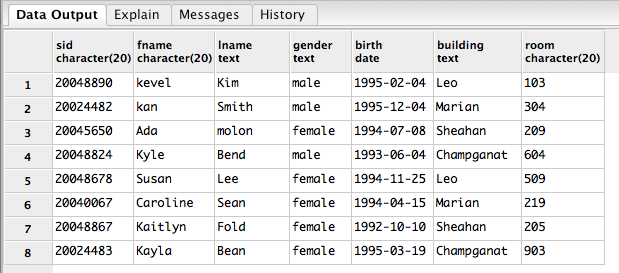 Data Output Explain Messages History
sid fname lname gender birth building room
character(20) character(20) text text date text character(20)
1 20048890 kevel Kim male 1995-02-04 Leo 103
2 20024482 kan Smith male 1995-12-04 Marian 304
3 20045650 Ada molon female 1994-07-08 Sheahan 209
4 20048824 Kyle Bend male 1993-06-04 Champganat 604
5 20048678 Susan Lee female 1994-11-25 Leo 509
6 20040067 Caroline Sean female 1994-04-15 Marian 219
7 20048867 Kaitlyn Fold female 1992-10-10 Sheahan 205
8 20024483 Kayla Bean female 1995-03-19 Champganat 903